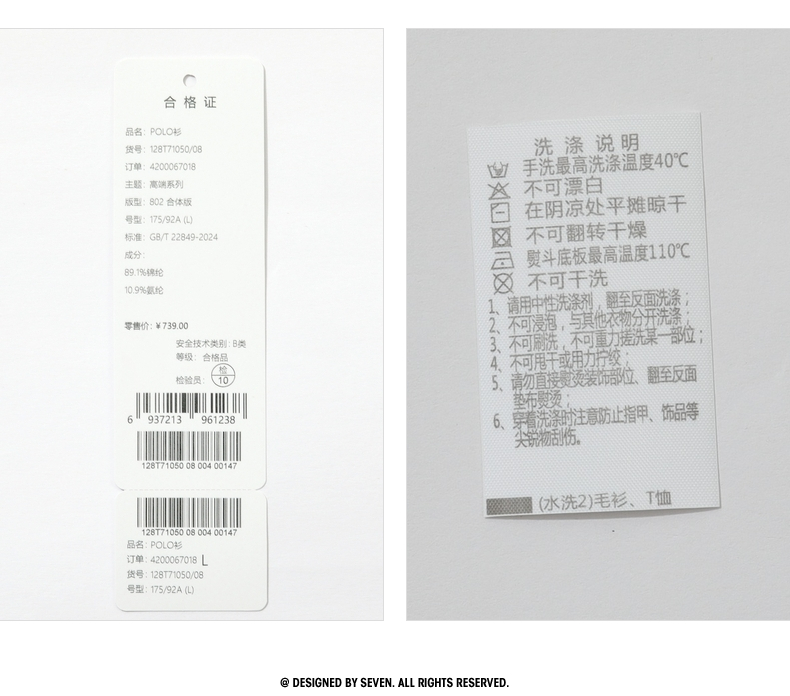 合格证
品名: POLO衫
货号: 128T71050/08
订单: 4200067018
主题: 高端系列
版型: 802 合体版
号型: 175/92A (L)
标准: GB/T 22849-2024
成分:
89.1%锦纶
10.9%氨纶
零售价: ¥739.00
安全技术类别: B类
等级: 合格品
检验员: 检 10
6 937213 961238
128T71050 08 004 00147
128T71050 08 004 00147
品名: POLO衫
订单: 4200067018 L
货号: 128T71050/08
号型: 175/92A (L)
洗涤说明
手洗最高洗涤温度40℃
不可漂白
在阴凉处平摊晾干
不可翻转干燥
熨斗底板最高温度110℃
不可干洗
1、请用中性洗涤剂，翻至反面洗涤；
2、不可浸泡，与其他衣物分开洗涤；
3、不可刷洗，不可重力搓洗某一部位；
4、不可甩干或用力拧绞；
5、请勿直接熨烫装饰部位、翻至反面
垫布熨烫；
6、穿着洗涤时注意防止指甲、饰品等
尖锐物刮伤。
(水洗2)毛衫、T恤
@ DESIGNED BY SEVEN. ALL RIGHTS RESERVED.